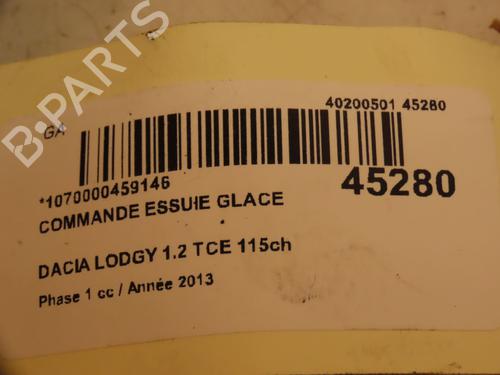 B-PARTS
GA
40200501 45280
*1070000459146
45280
COMMANDE ESSUIE GLACE
DACIA LODGY 1.2 TCE 115ch
Phase 1 cc / Année 2013